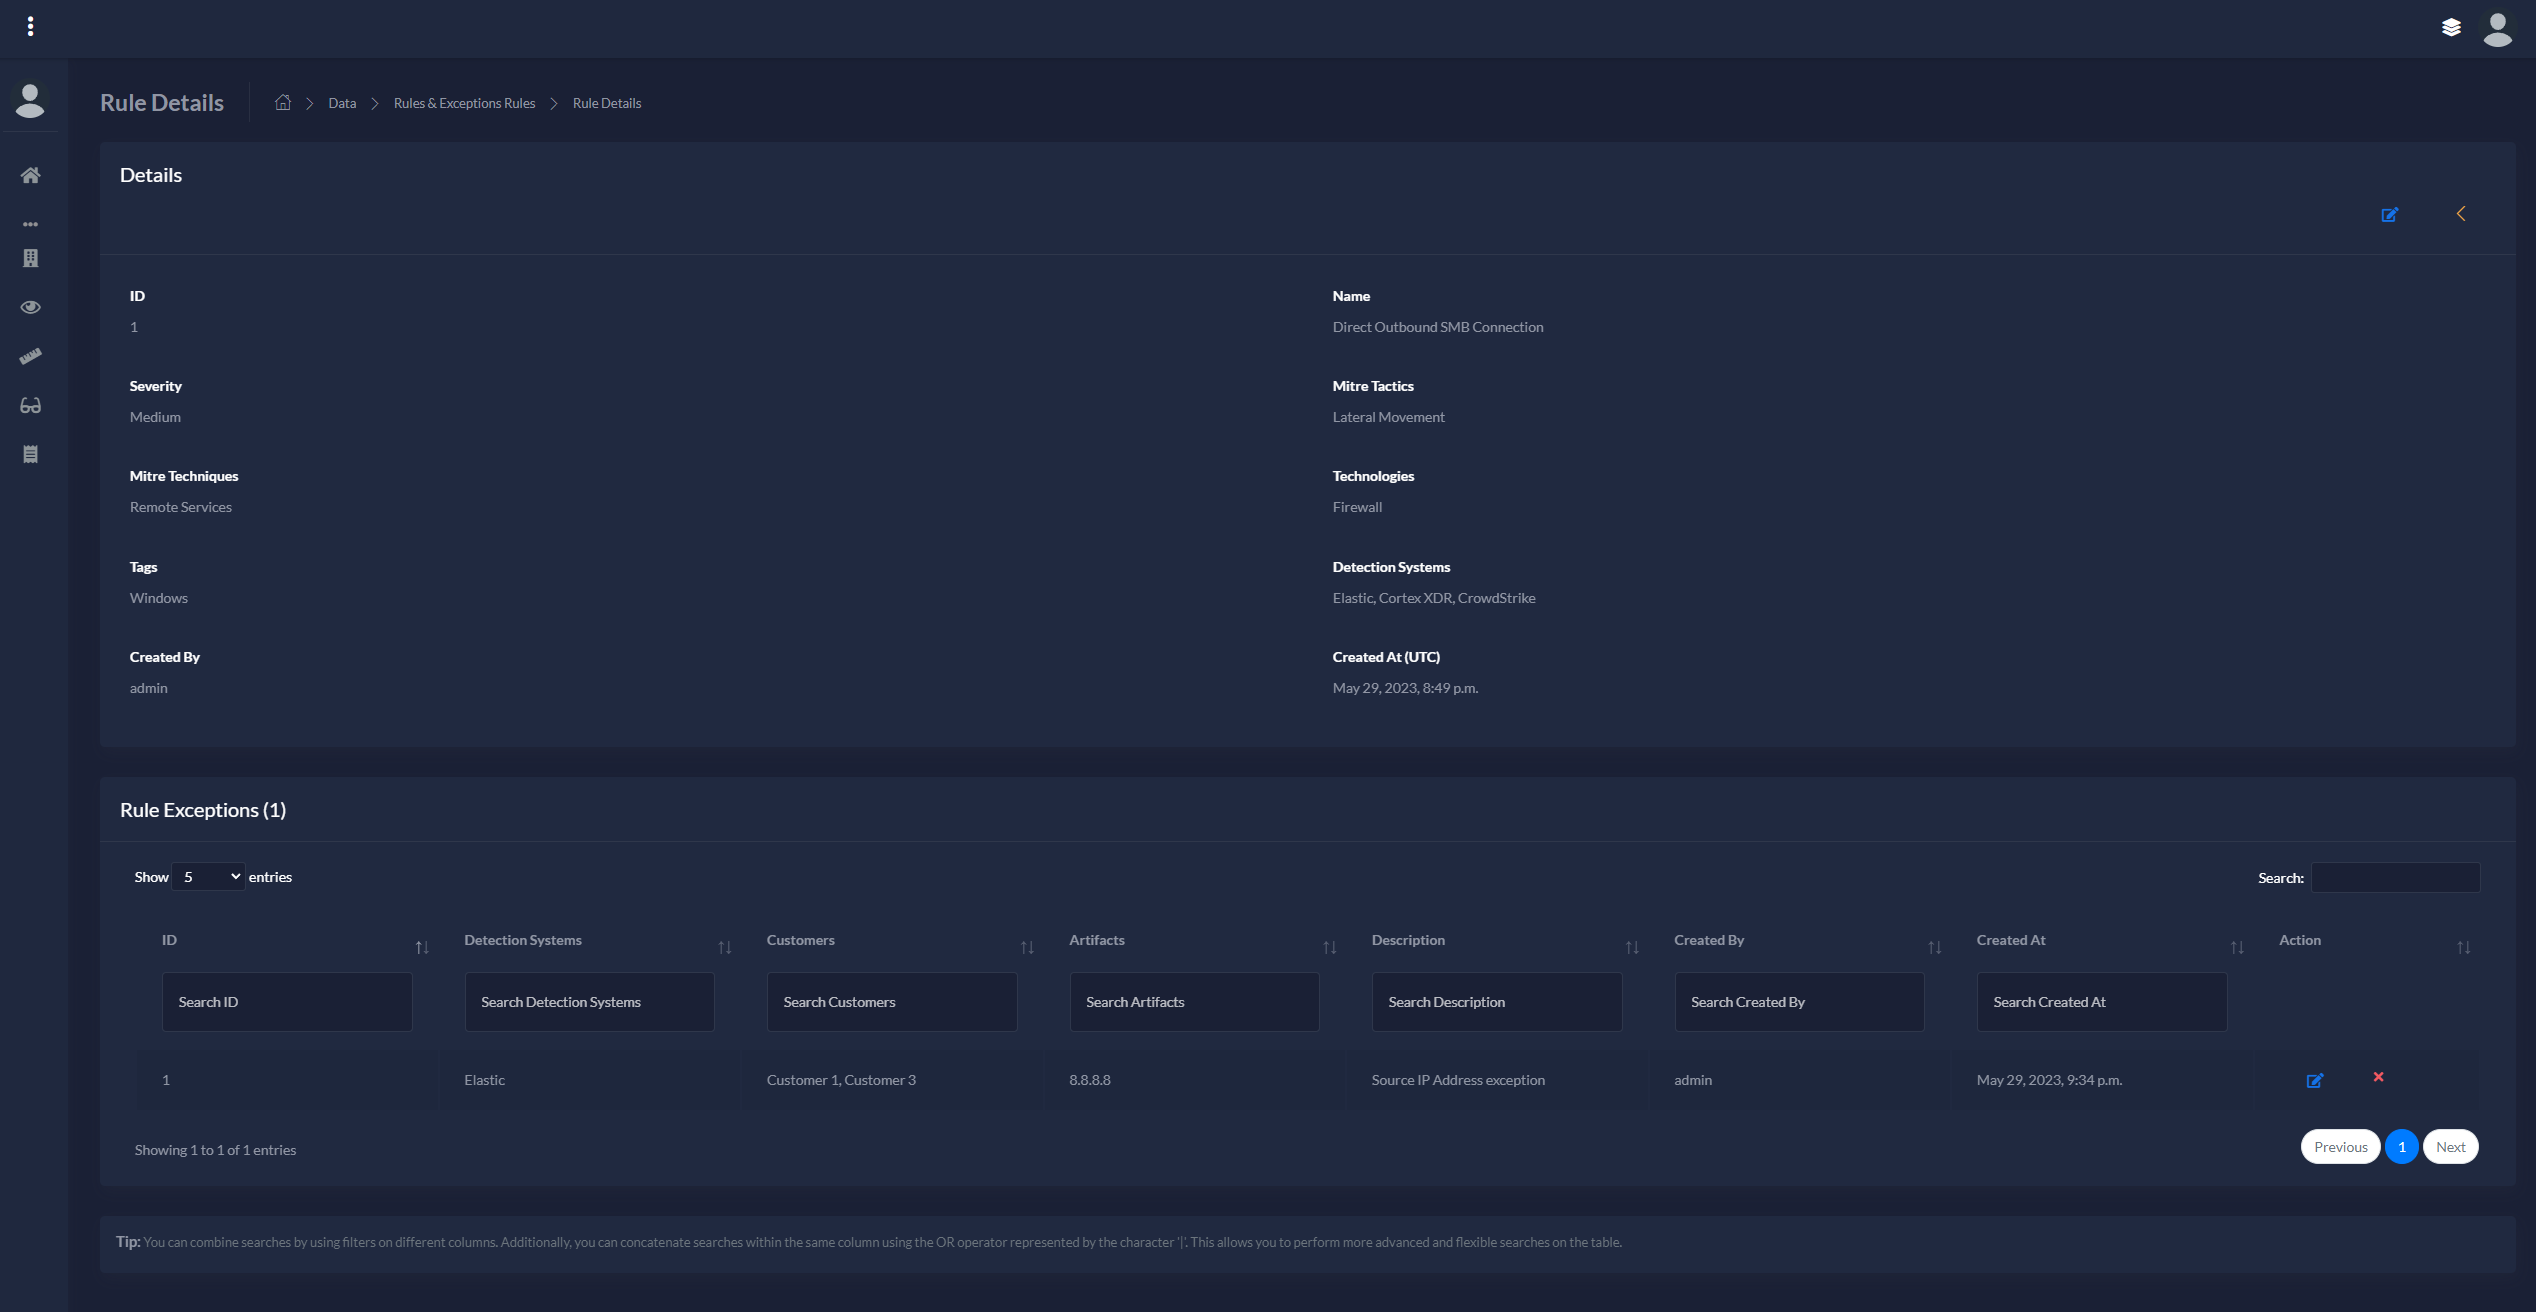 Rule Details
Data
Rules & Exceptions Rules
Rule Details
Details
ID
1
Name
Direct Outbound SMB Connection
Severity
Medium
Mitre Tactics
Lateral Movement
Mitre Techniques
Remote Services
Technologies
Firewall
Tags
Windows
Detection Systems
Elastic, Cortex XDR, CrowdStrike
Created By
admin
Created At (UTC)
May 29, 2023, 8:49 p.m.
Rule Exceptions (1)
Show 5 entries
Search:
ID Detection Systems Customers Artifacts Description Created By Created At Action
Search ID Search Detection Systems Search Customers Search Artifacts Search Description Search Created By Search Created At
1 Elastic Customer 1, Customer 3 8.8.8.8 Source IP Address exception admin May 29, 2023, 9:34 p.m.
Showing 1 to 1 of 1 entries
Previous 1 Next
Tip: You can combine searches by using filters on different columns. Additionally, you can concatenate searches within the same column using the OR operator represented by the character '|'. This allows you to perform more advanced and flexible searches on the table.